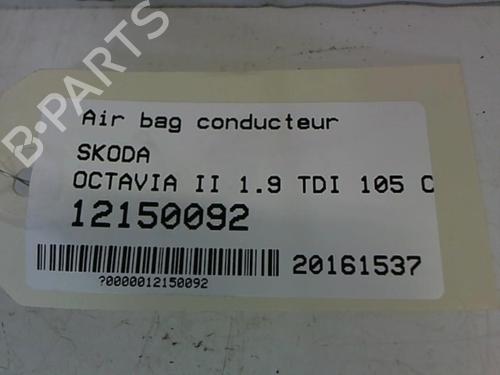 B-PARTS
Air bag conducteur
SKODA
OCTAVIA II 1.9 TDI 105 C
12150092
20161537
?0000012150092